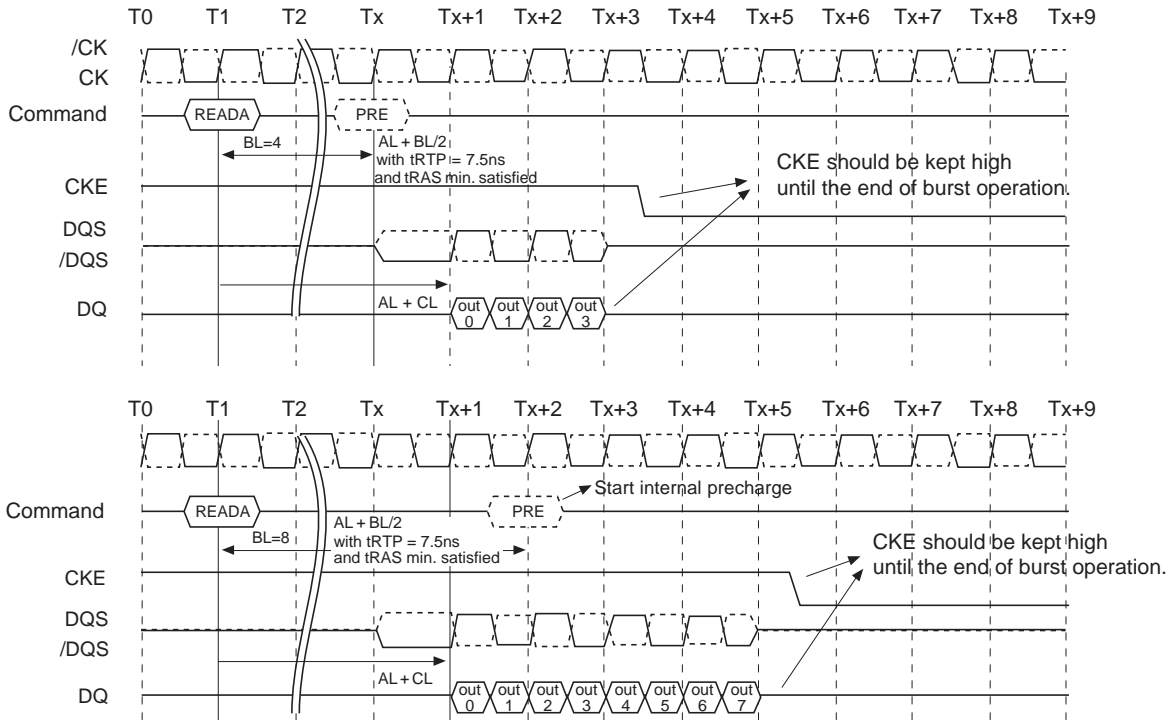 T0 T1 T2 Tx Tx+1 Tx+2 Tx+3 Tx+4 Tx+5 Tx+6 Tx+7 Tx+8 Tx+9
/CK
CK
Command READA PRE
BL=4
AL + BL/2
with tRTP = 7.5ns
and tRAS min. satisfied
CKE should be kept high
until the end of burst operation.
CKE
DQS
/DQS
AL + CL
DQ out 0 out 1 out 2 out 3
T0 T1 T2 Tx Tx+1 Tx+2 Tx+3 Tx+4 Tx+5 Tx+6 Tx+7 Tx+8 Tx+9
Start internal precharge
Command READA PRE
BL=8
AL + BL/2
with tRTP = 7.5ns
and tRAS min. satisfied
CKE should be kept high
until the end of burst operation.
CKE
DQS
/DQS
AL + CL
DQ out 0 out 1 out 2 out 3 out 4 out 5 out 6 out 7